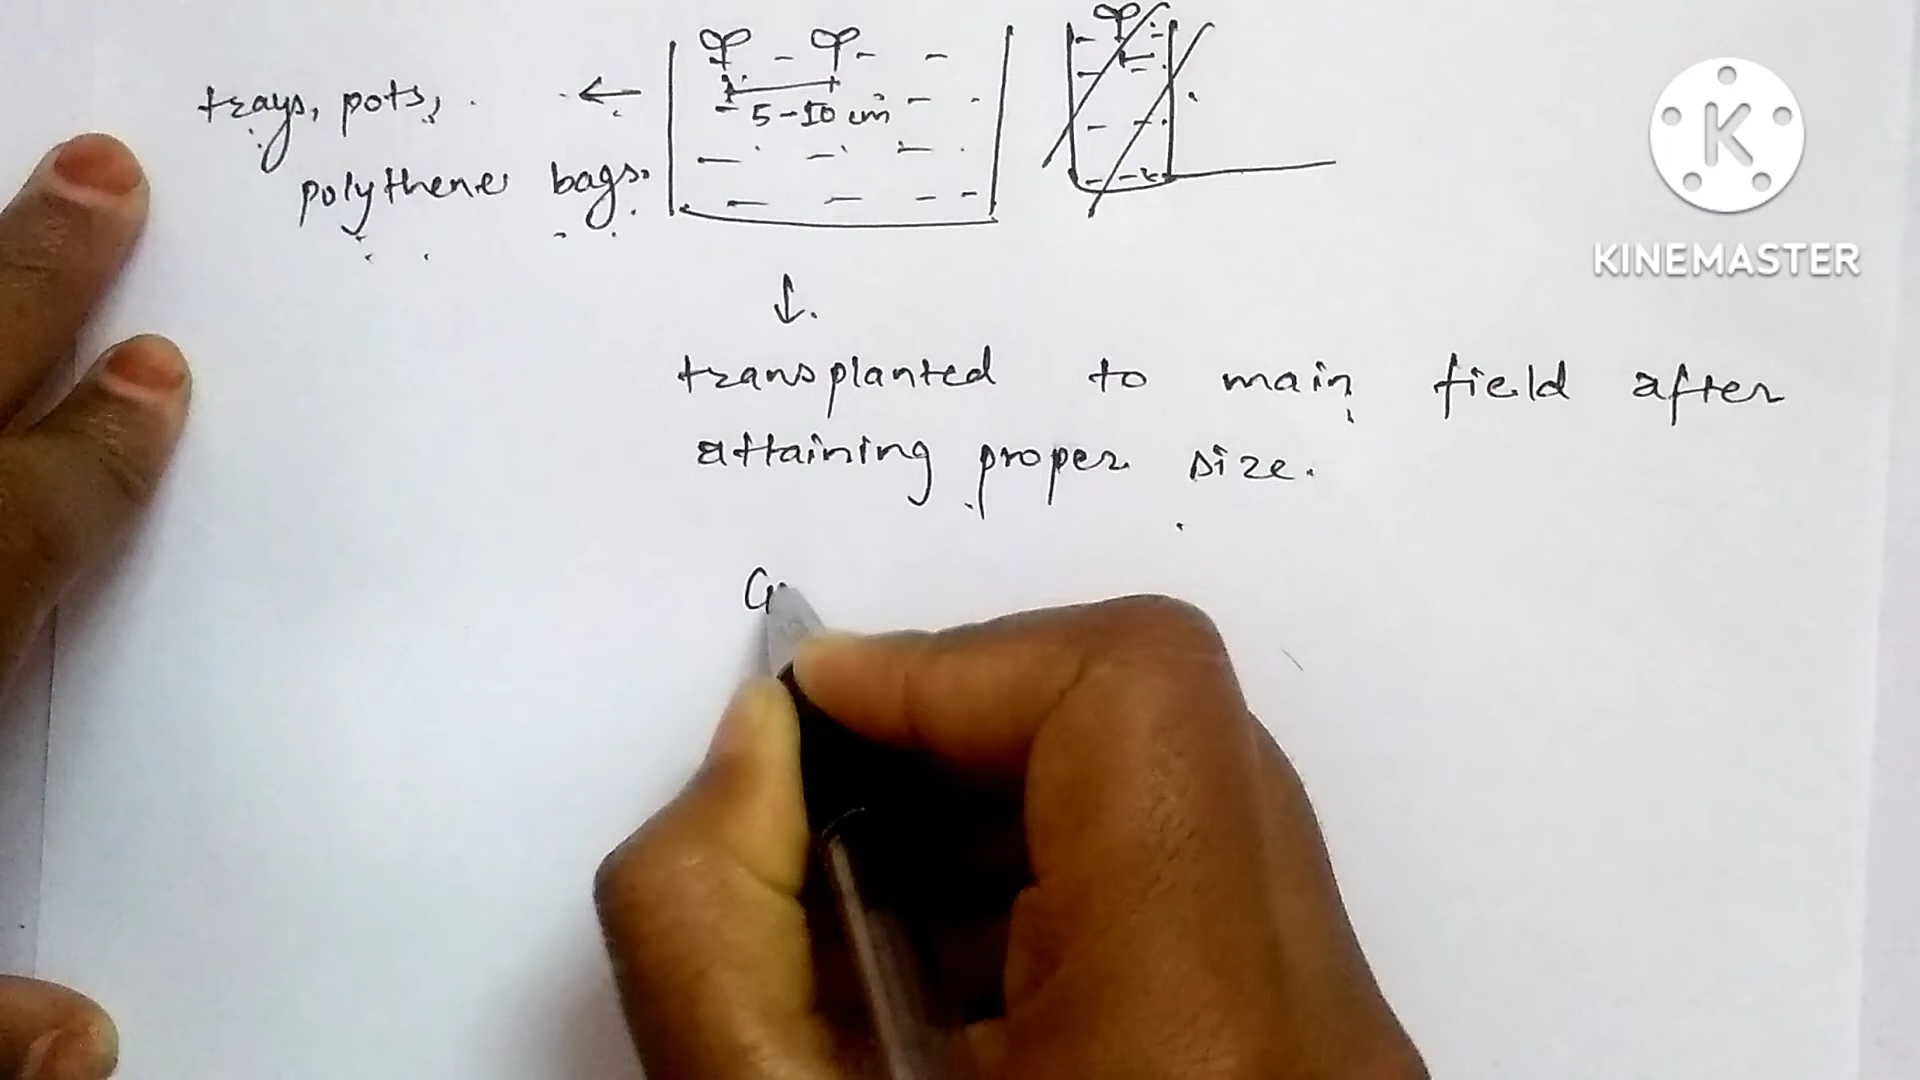 trays, pots,
polythene bags.
5-10 cm
transplanted to main field after
attaining proper size.
G
K
KINEMASTER